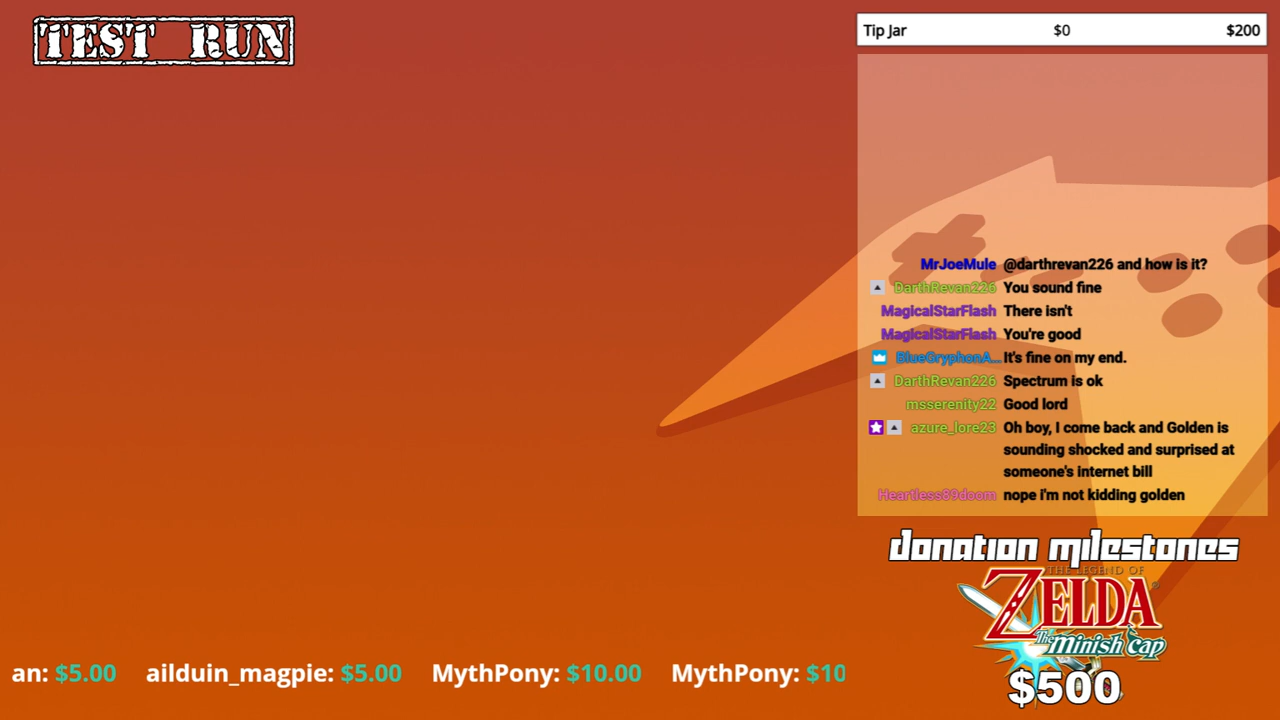 TEST RUN
Tip Jar $0 $200
MrJoeMule @darthrevan226 and how is it?
DarthRevan226 You sound fine
MagicalStarFlash There isn't
MagicalStarFlash You're good
BlueGryphonA... It's fine on my end.
DarthRevan226 Spectrum is ok
msserenity22 Good lord
azure_lore23 Oh boy, I come back and Golden is
sounding shocked and surprised at
someone's internet bill
Heartless89doom nope I'm not kidding golden
donation milestones
THE LEGEND OF
ZELDA
The Minish Cap
$500
an: $5.00 ailduin_magpie: $5.00 MythPony: $10.00 MythPony: $10